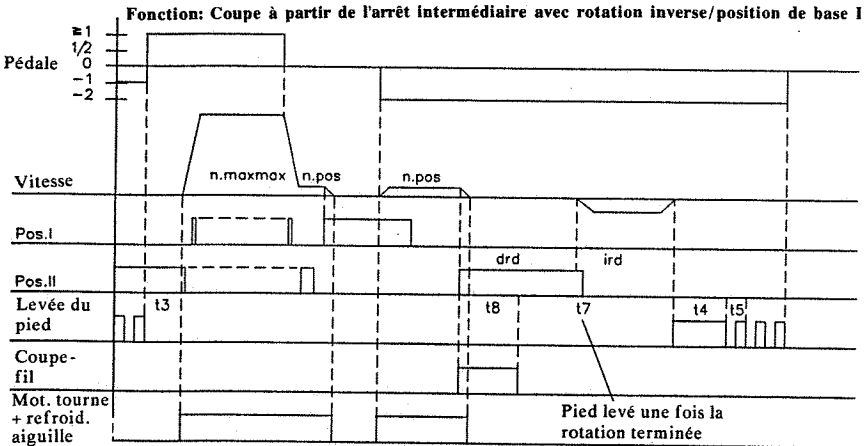 Fonction: Coupe à partir de l'arrêt intermédiaire avec rotation inverse/position de base I
Pédale
≧1
1/2
0
-1
-2
Vitesse
n.maxmax
n.pos
n.pos
Pos.I
drd
ird
Pos.II
Levée du
pied
t3
t8
t7
t4
t5
Coupe-
fil
Mot. tourne
+ refroid.
aiguille
Pied levé une fois la
rotation terminée